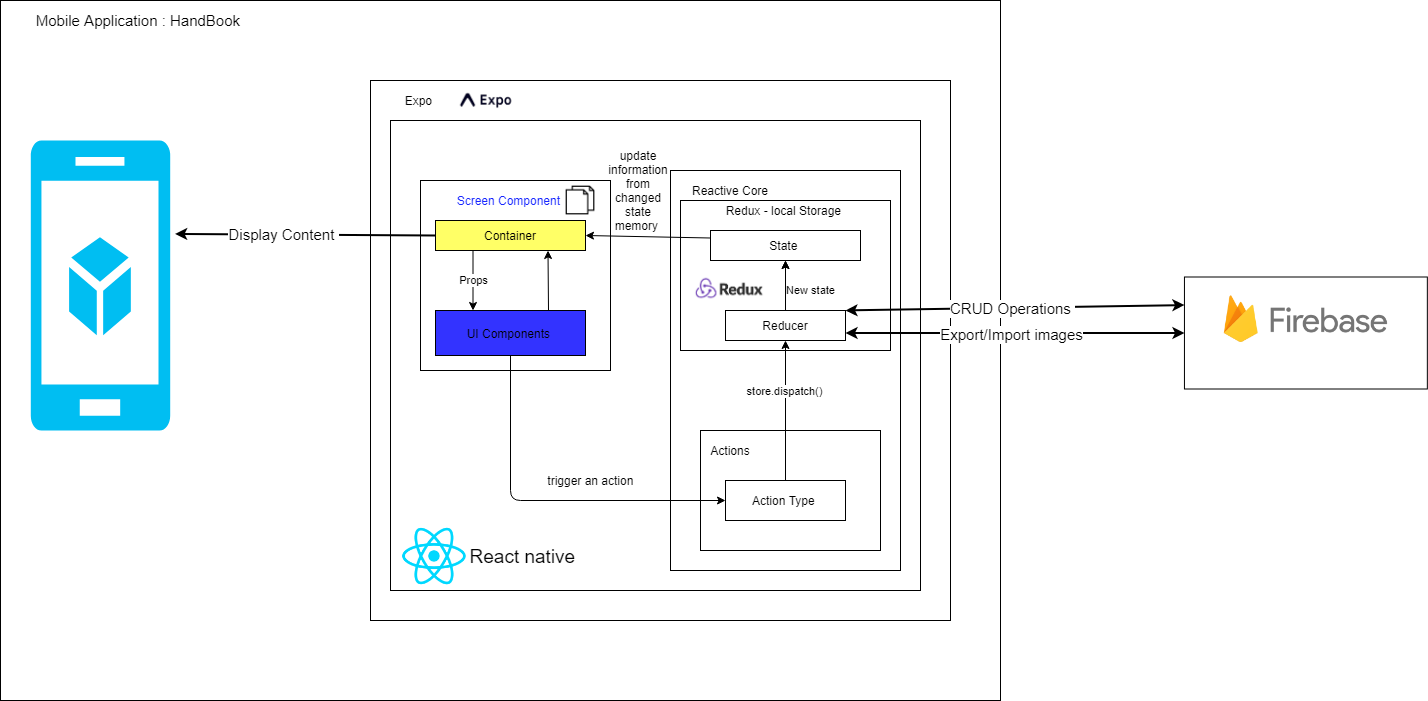 Mobile Application : HandBook
Expo
Expo
update
information
from
changed
state
memory
Reactive Core
Screen Component
Redux - local Storage
Display Content
Container
State
Props
Redux
New state
UI Components
Reducer
CRUD Operations
Export/Import images
Firebase
store.dispatch()
Actions
trigger an action
Action Type
React native